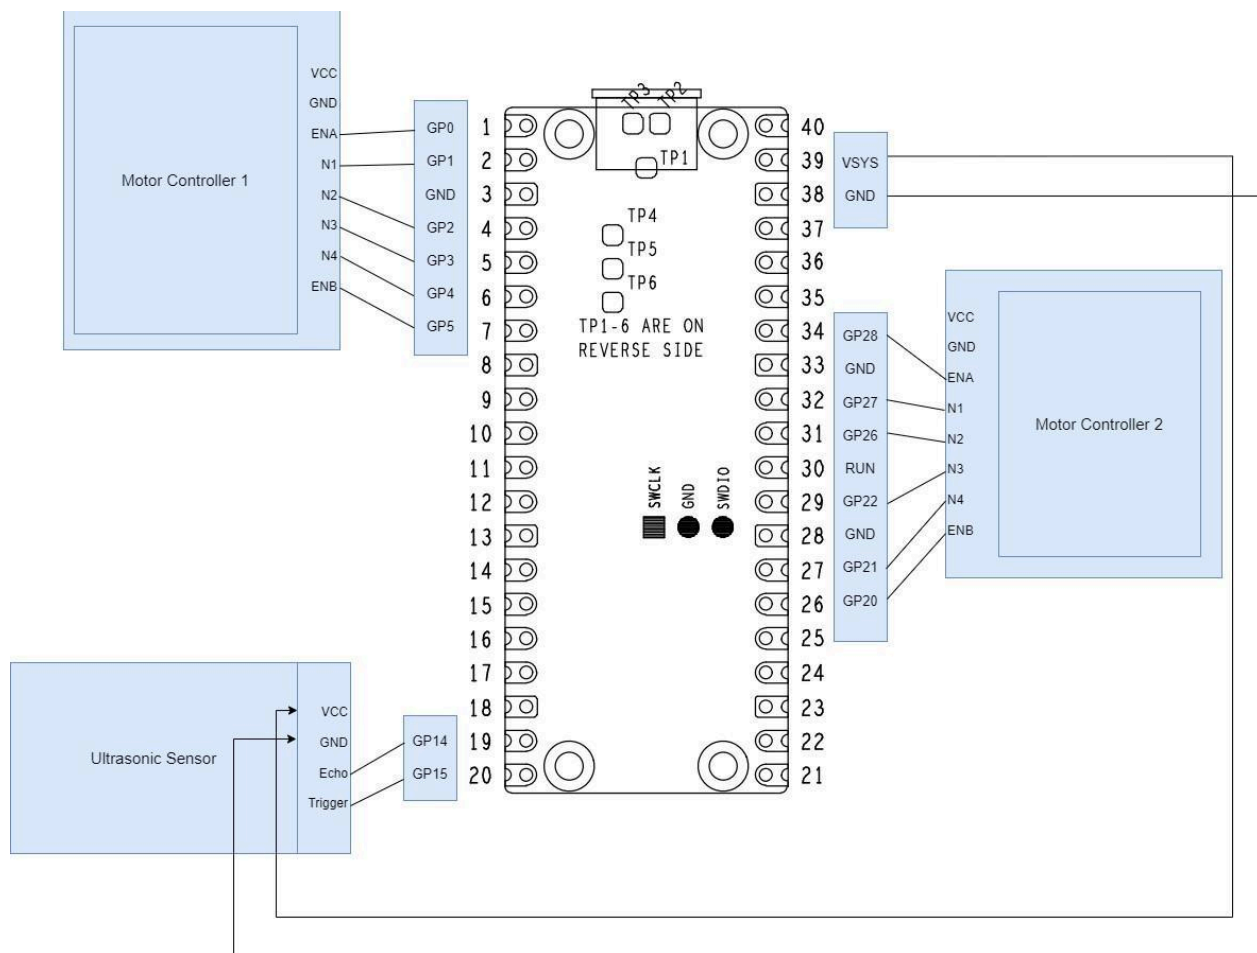 Motor Controller 1
VCC
GND
ENA
N1
N2
N3
N4
ENB
GP0
GP1
GND
GP2
GP3
GP4
GP5
1
2
3
4
5
6
7
8
9
10
11
12
13
14
15
16
17
18
19
20
TP3
TP2
TP1
TP4
TP5
TP6
TP1-6 ARE ON
REVERSE SIDE
SWCLK
GND
SWDIO
40
39
38
37
36
35
34
33
32
31
30
29
28
27
26
25
24
23
22
21
VSYS
GND
GP28
GND
GP27
GP26
RUN
GP22
GND
GP21
GP20
VCC
GND
ENA
N1
N2
N3
N4
ENB
Motor Controller 2
Ultrasonic Sensor
VCC
GND
Echo
Trigger
GP14
GP15